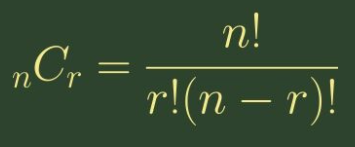 ₙCᵣ = n! / r!(n − r)!